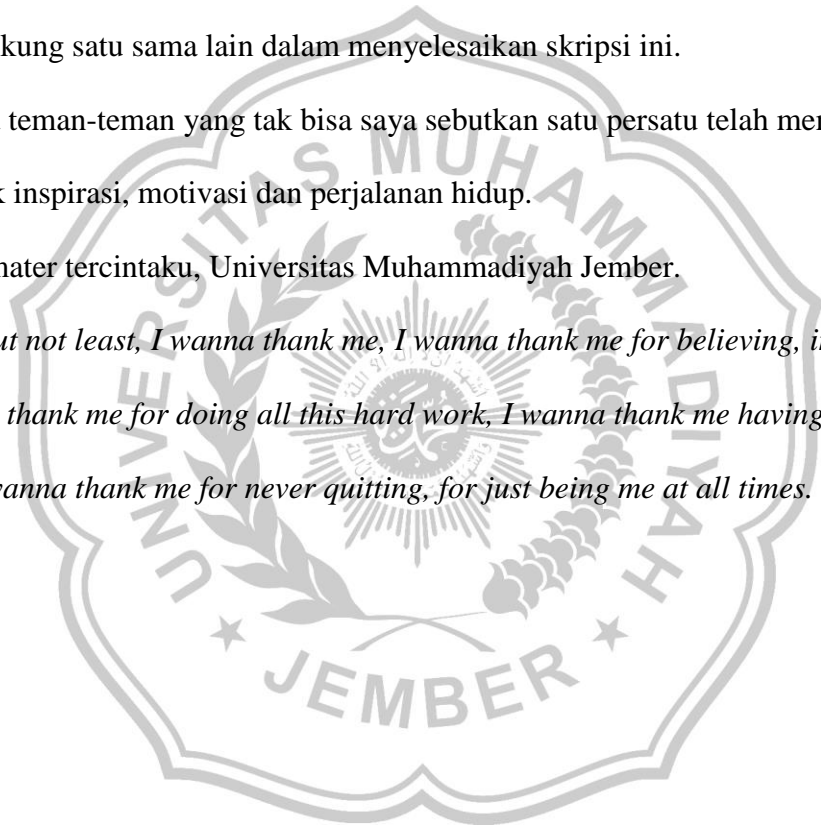 kung satu sama lain dalam menyelesaikan skripsi ini.
teman-teman yang tak bisa saya sebutkan satu persatu telah mer
k inspirasi, motivasi dan perjalanan hidup.
nater tercintaku, Universitas Muhammadiyah Jember.
ut not least, I wanna thank me, I wanna thank me for believing, i
thank me for doing all this hard work, I wanna thank me having
vanna thank me for never quitting, for just being me at all times.
UNIVERSITAS MUHAMMADIYAH
JEMBER